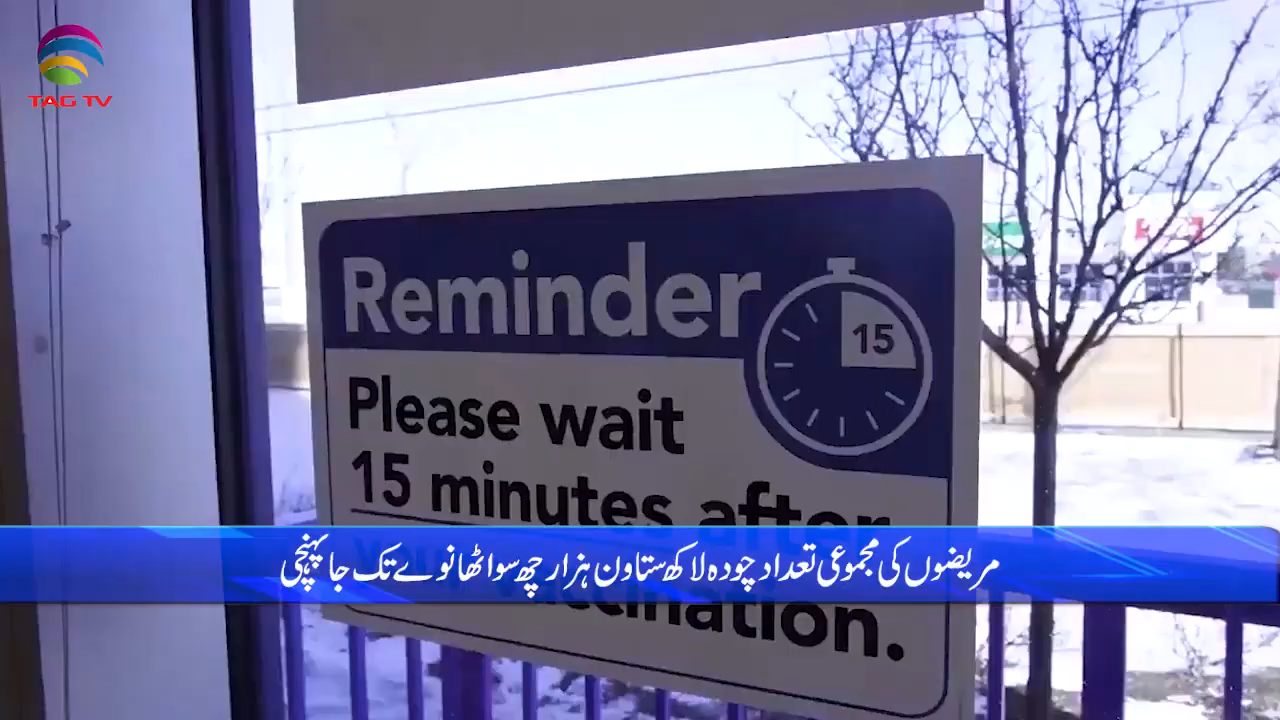 TAG TV
Reminder
15
Please wait
15 minutes after
your vaccination.
مریضوں کی مجموعی تعداد چودہ لاکھ ستاون ہزار چھ سو اٹھانوے تک جا پہنچی